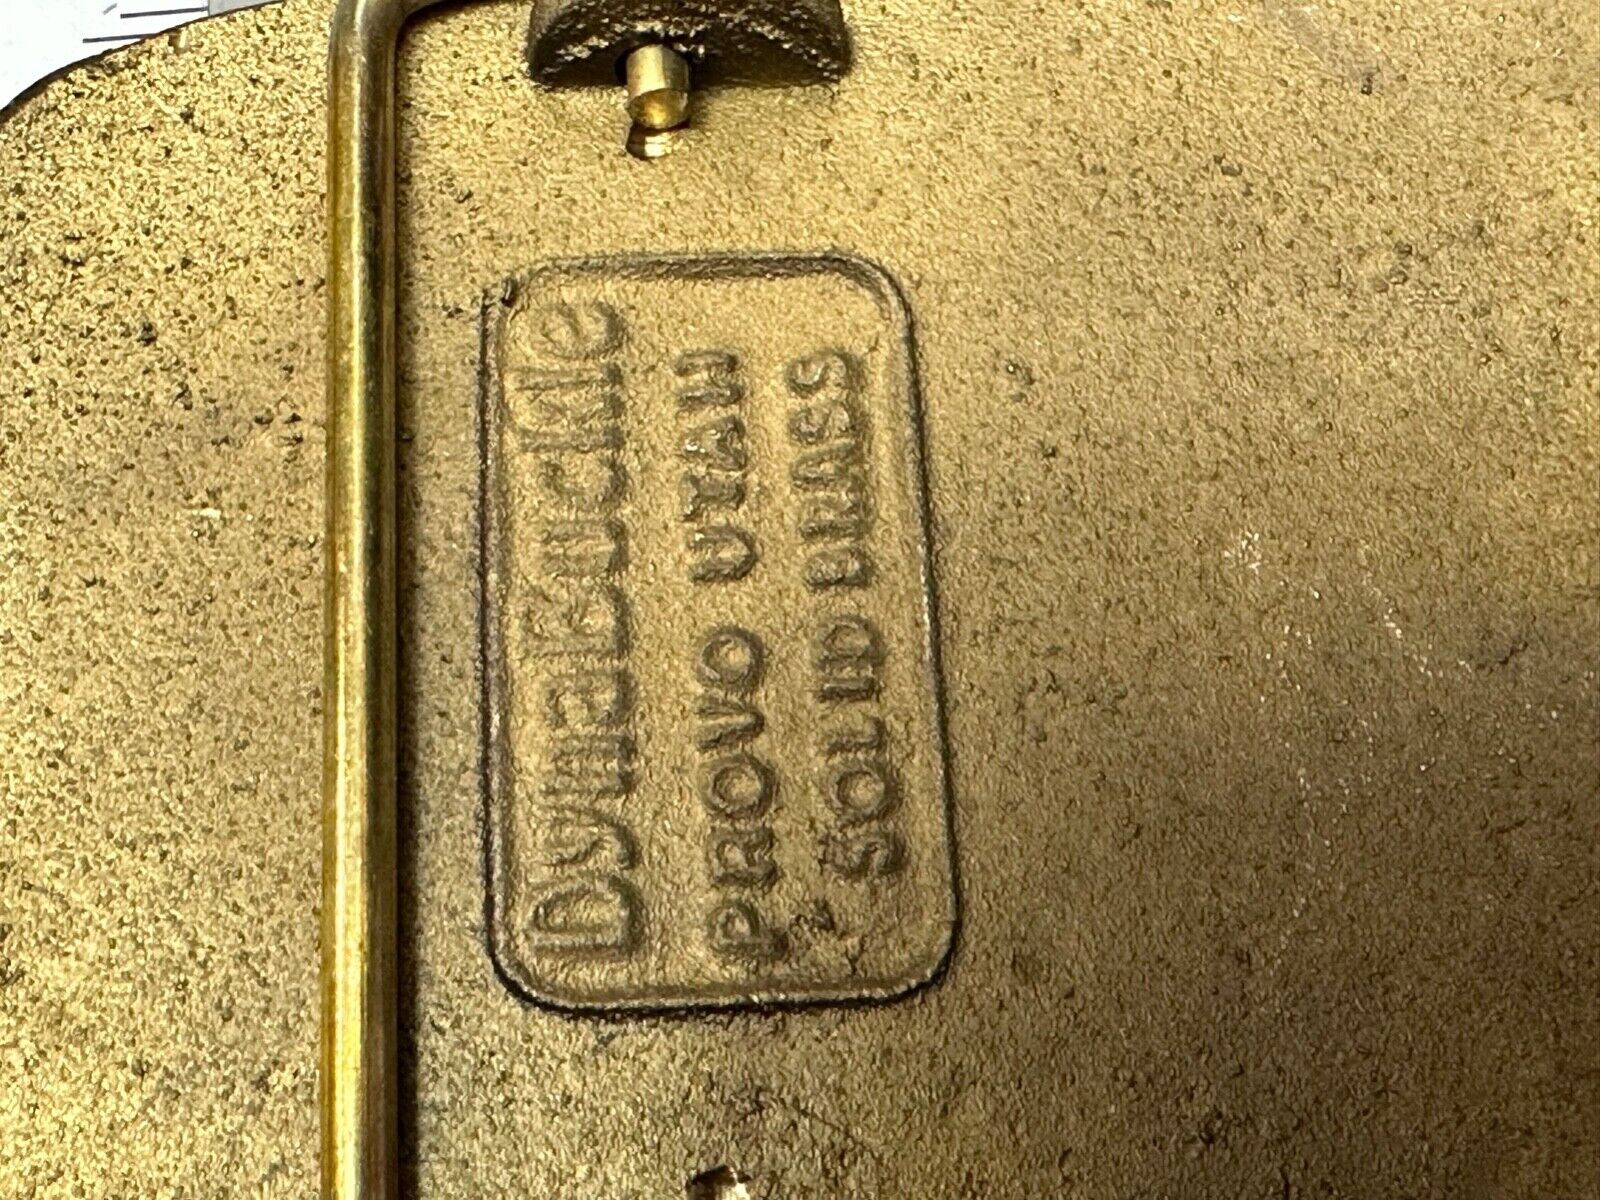 DynaBuckle
PROVO UTAH
SOLID BRASS